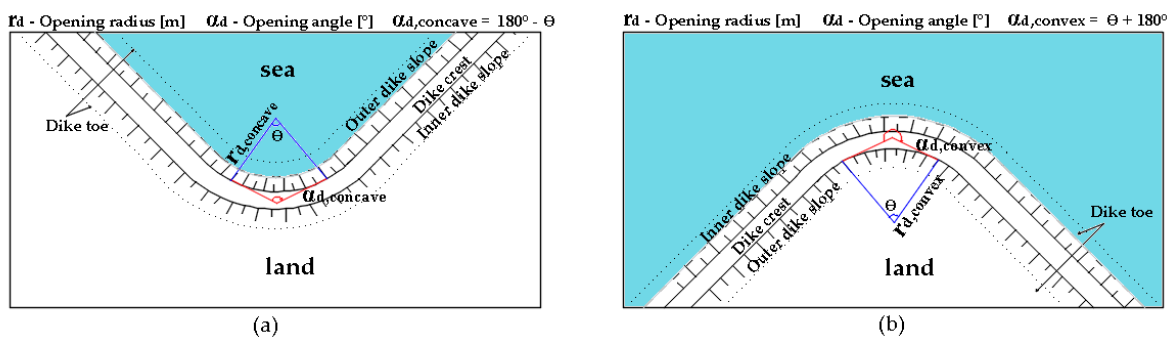 rd - Opening radius [m] αd - Opening angle [°] αd,concave = 180° - Θ
sea
Outer dike slope
Dike crest
Inner dike slope
Dike toe
rd,concave
Θ
αd,concave
land
(a)
rd - Opening radius [m] αd - Opening angle [°] αd,convex = Θ + 180°
sea
αd,convex
Inner dike slope
Dike crest
Outer dike slope
Θ
rd,convex
Dike toe
land
(b)